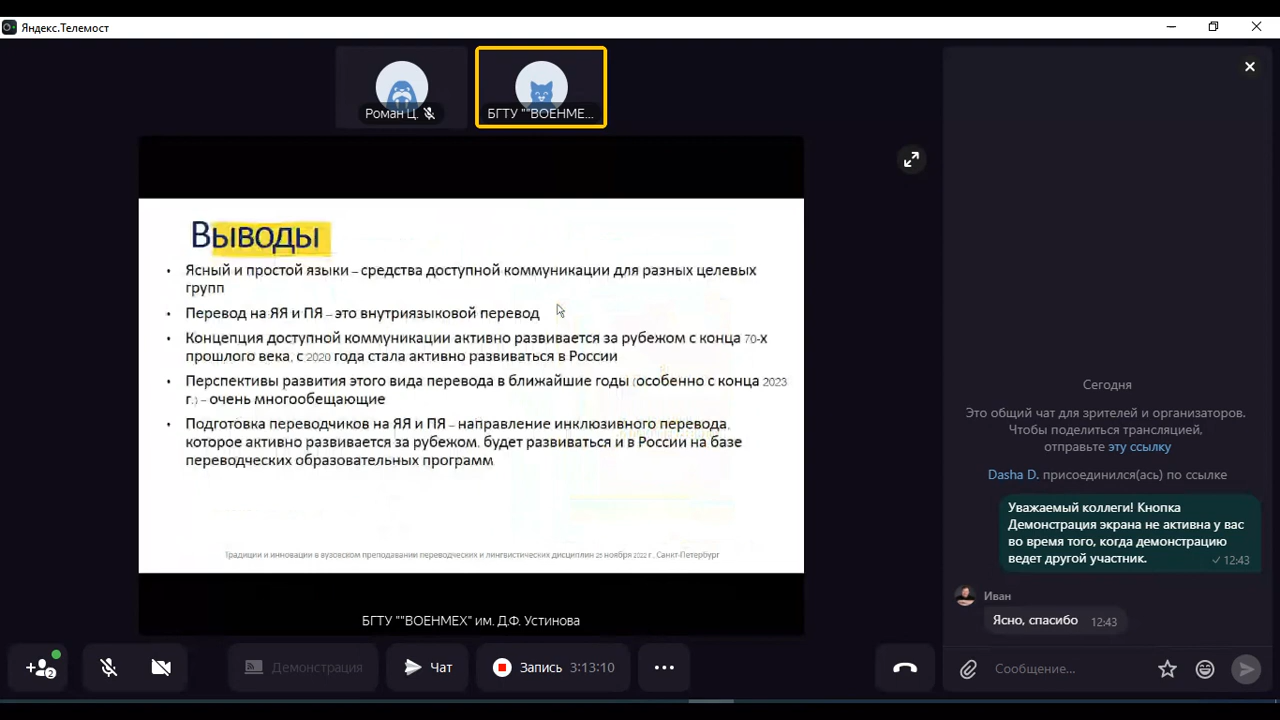 Яндекс.Телемост
Роман Ц.
БГТУ ""ВОЕНМЕ...
Выводы
• Ясный и простой языки – средства доступной коммуникации для разных целевых
групп
• Перевод на ЯЯ и ПЯ – это внутриязыковой перевод
• Концепция доступной коммуникации активно развивается за рубежом с конца 70-х
прошлого века, с 2020 года стала активно развиваться в России
• Перспективы развития этого вида перевода в ближайшие годы (особенно с конца 2023
г.) – очень многообещающие
• Подготовка переводчиков на ЯЯ и ПЯ – направление инклюзивного перевода,
которое активно развивается за рубежом, будет развиваться и в России на базе
переводческих образовательных программ
Традиции и инновации в вузовском преподавании переводческих и лингвистических дисциплин 25 ноября 2022 г., Санкт-Петербург
БГТУ ""ВОЕНМЕХ" им. Д.Ф. Устинова
2
Демонстрация
Чат
Запись 3:13:10
Сегодня
Это общий чат для зрителей и организаторов.
Чтобы поделиться трансляцией,
отправьте эту ссылку
Dasha D. присоединился(ась) по ссылке
Уважаемый коллеги! Кнопка
Демонстрация экрана не активна у вас
во время того, когда демонстрацию
ведет другой участник.
12:43
Иван
Ясно, спасибо 12:43
Сообщение...